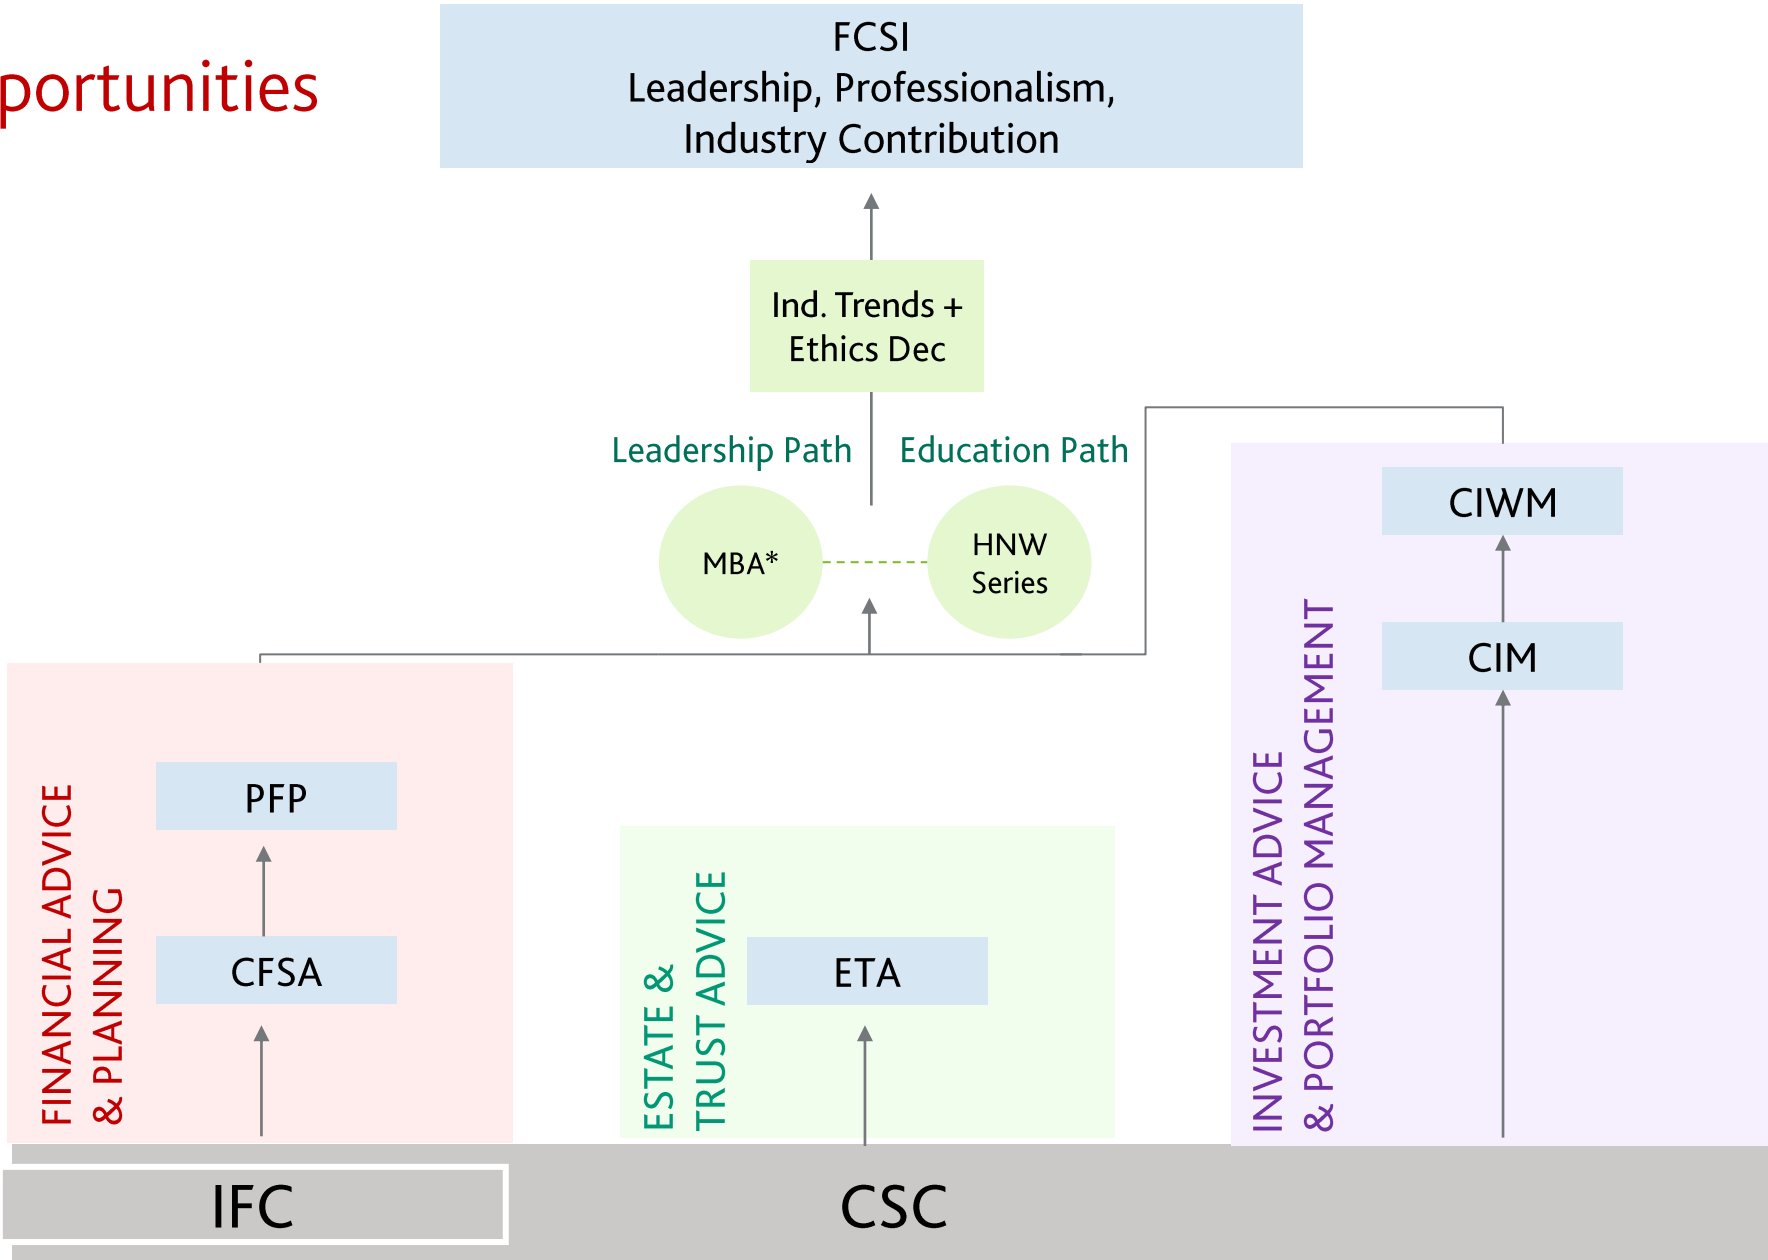 portunities
FCSI
Leadership, Professionalism,
Industry Contribution
Ind. Trends +
Ethics Dec
Leadership Path
Education Path
MBA*
HNW
Series
CIWM
CIM
INVESTMENT ADVICE
& PORTFOLIO MANAGEMENT
PFP
CFSA
FINANCIAL ADVICE
& PLANNING
ETA
ESTATE &
TRUST ADVICE
IFC
CSC